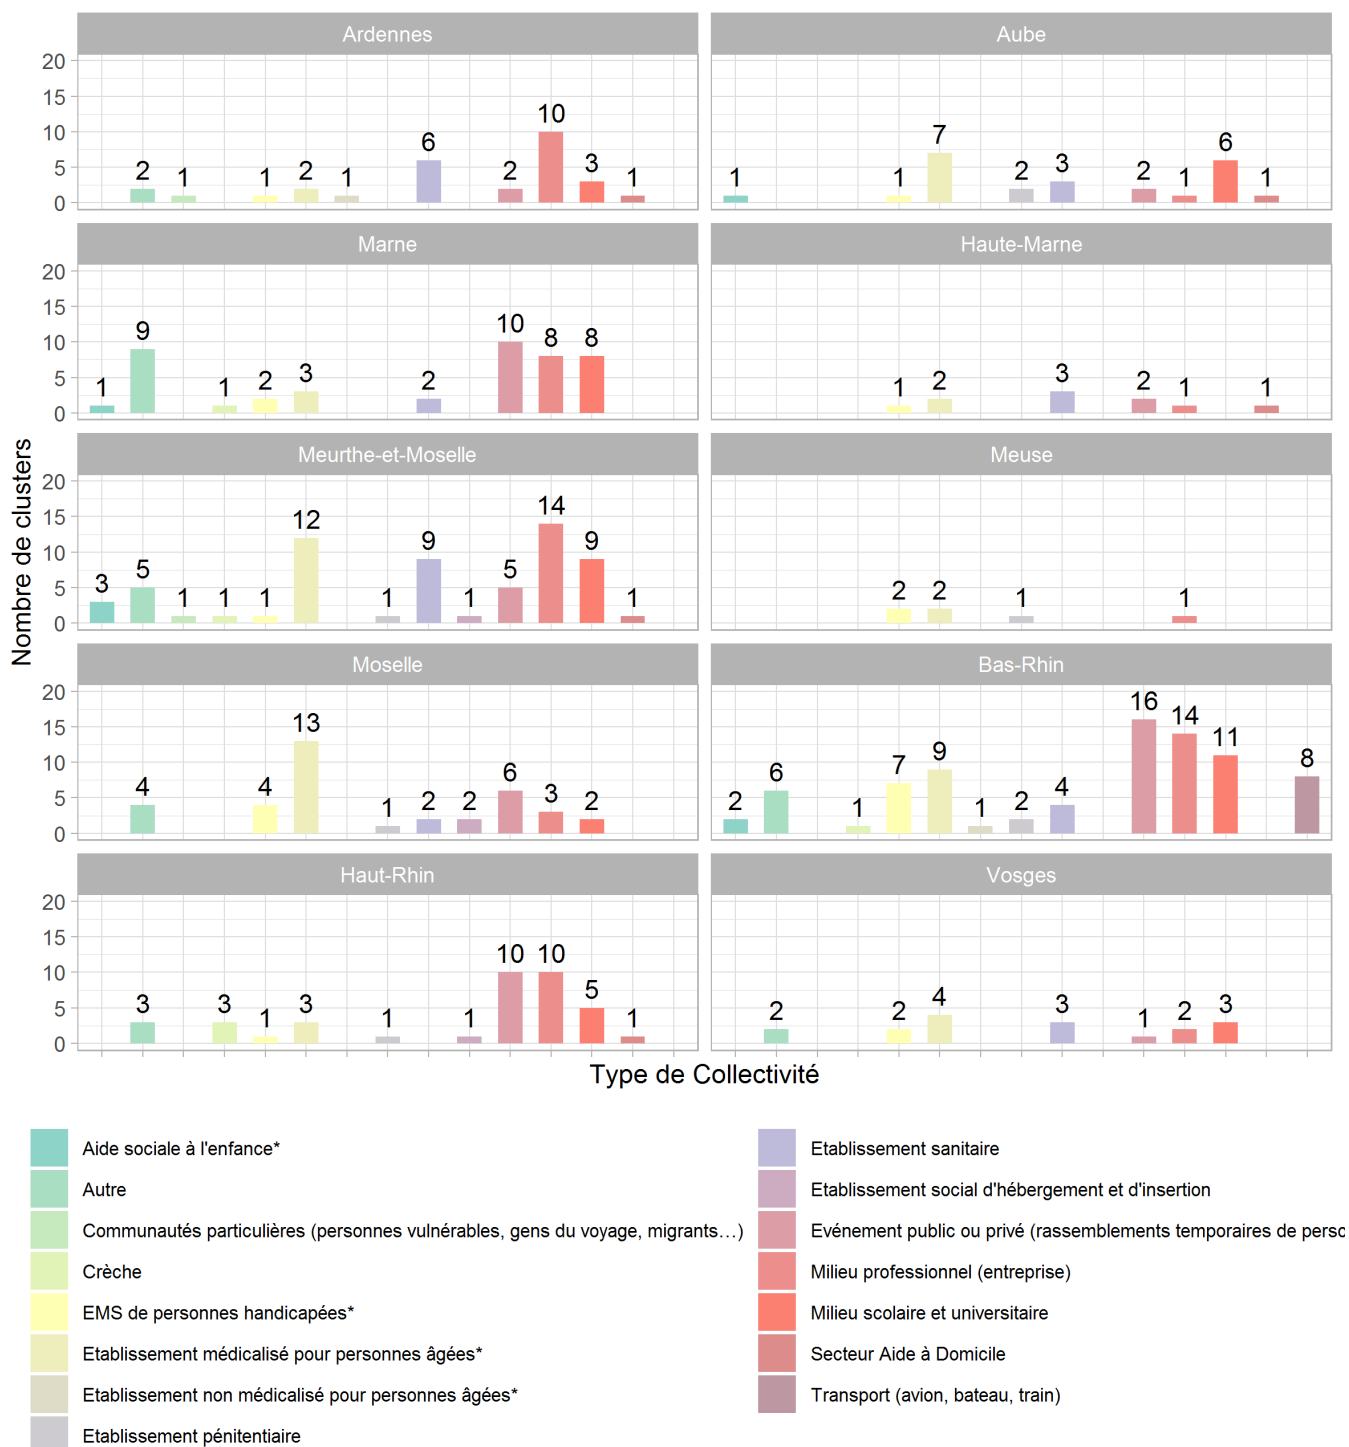 Ardennes
Aube
20
15
10
5
0
2 1 1 2 1 6 2 10 3 1
1 1 7 2 3 2 1 6 1
Marne
Haute-Marne
20
15
10
5
0
1 9 1 2 3 2 10 8 8
1 2 3 2 1 1
Meurthe-et-Moselle
Meuse
20
15
10
5
0
3 5 1 1 1 12 1 9 1 5 14 9 1
2 2 1 1
Moselle
Bas-Rhin
20
15
10
5
0
4 4 13 1 2 2 6 3 2
2 6 1 7 9 1 2 4 16 14 11 8
Haut-Rhin
Vosges
20
15
10
5
0
3 3 1 3 1 1 10 10 5 1
2 2 4 3 1 2 3
Nombre de clusters
Type de Collectivité
Aide sociale à l'enfance*
Autre
Communautés particulières (personnes vulnérables, gens du voyage, migrants…)
Crèche
EMS de personnes handicapées*
Etablissement médicalisé pour personnes âgées*
Etablissement non médicalisé pour personnes âgées*
Etablissement pénitentiaire
Etablissement sanitaire
Etablissement social d'hébergement et d'insertion
Evénement public ou privé (rassemblements temporaires de perso
Milieu professionnel (entreprise)
Milieu scolaire et universitaire
Secteur Aide à Domicile
Transport (avion, bateau, train)